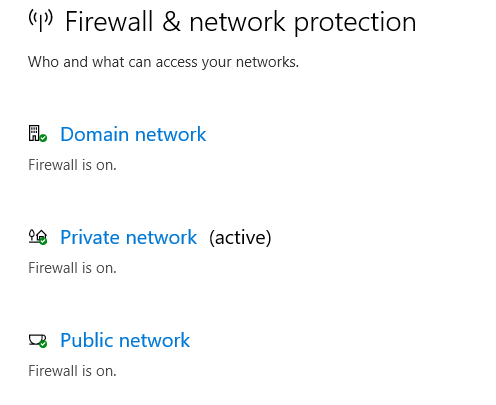 Firewall & network protection
Who and what can access your networks.
Domain network
Firewall is on.
Private network (active)
Firewall is on.
Public network
Firewall is on.